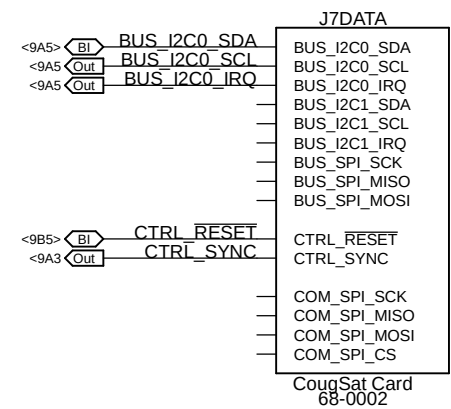 J7DATA
<9A5> BI BUS_I2C0_SDA BUS_I2C0_SDA
<9A5 Out BUS_I2C0_SCL BUS_I2C0_SCL
<9A5 Out BUS_I2C0_IRQ BUS_I2C0_IRQ
BUS_I2C1_SDA
BUS_I2C1_SCL
BUS_I2C1_IRQ
BUS_SPI_SCK
BUS_SPI_MISO
BUS_SPI_MOSI
<9B5> BI CTRL_RESET CTRL_RESET
<9A3 Out CTRL_SYNC CTRL_SYNC
COM_SPI_SCK
COM_SPI_MISO
COM_SPI_MOSI
COM_SPI_CS
CougSat Card
68-0002